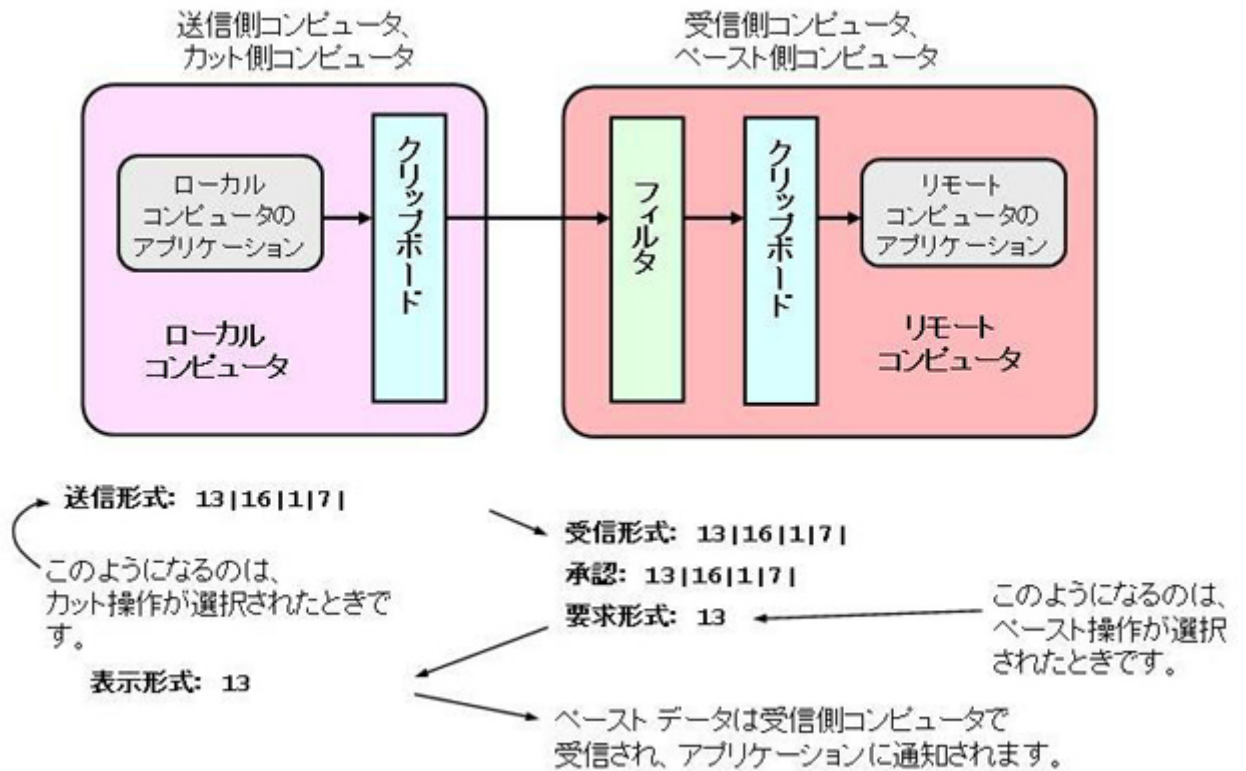 送信側コンピュータ、
カット側コンピュータ
受信側コンピュータ、
ペースト側コンピュータ
ローカル
コンピュータの
アプリケーション
クリップボード
ローカル
コンピュータ
フィルタ
クリップボード
リモート
コンピュータの
アプリケーション
リモート
コンピュータ
送信形式: 13|16|1|7|
このようになるのは、
カット操作が選択されたときで
す。
表示形式: 13
受信形式: 13|16|1|7|
承認: 13|16|1|7|
要求形式: 13
このようになるのは、
ペースト操作が選択
されたときです。
ペースト データは受信側コンピュータで
受信され、アプリケーションに通知されます。